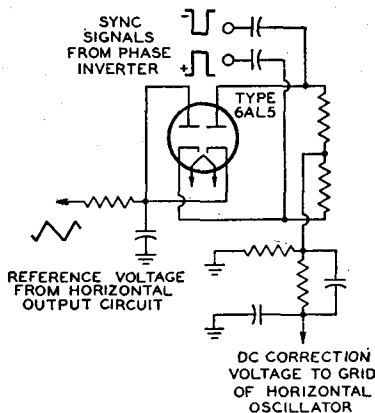 SYNC
SIGNALS
FROM PHASE
INVERTER
−
+
TYPE
6AL5
REFERENCE VOLTAGE
FROM HORIZONTAL
OUTPUT CIRCUIT
DC CORRECTION
VOLTAGE TO GRID
OF HORIZONTAL
OSCILLATOR